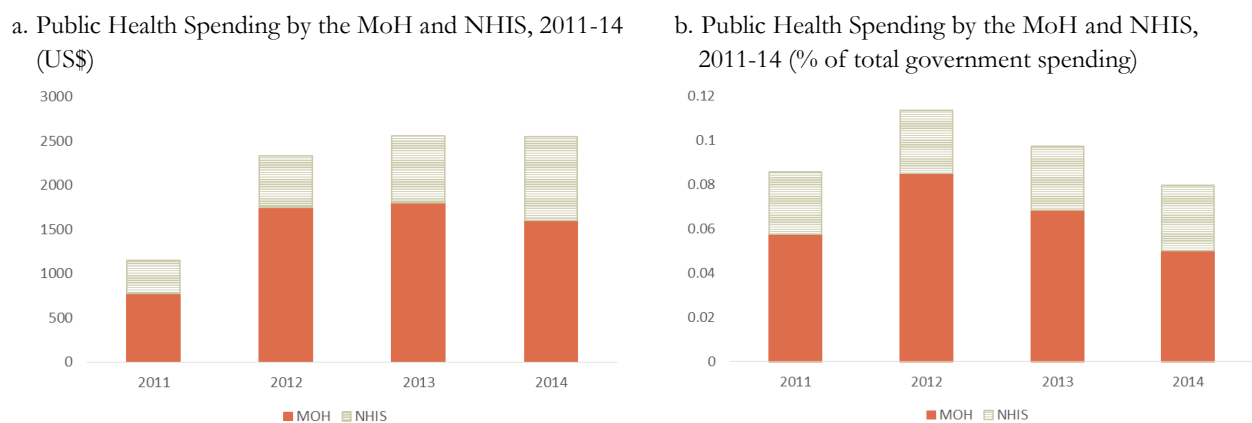 a. Public Health Spending by the MoH and NHIS, 2011-14
(US$)
3000
2500
2000
1500
1000
500
0
2011 2012 2013 2014
MOH NHIS
b. Public Health Spending by the MoH and NHIS,
2011-14 (% of total government spending)
0.12
0.1
0.08
0.06
0.04
0.02
0
2011 2012 2013 2014
MOH NHIS